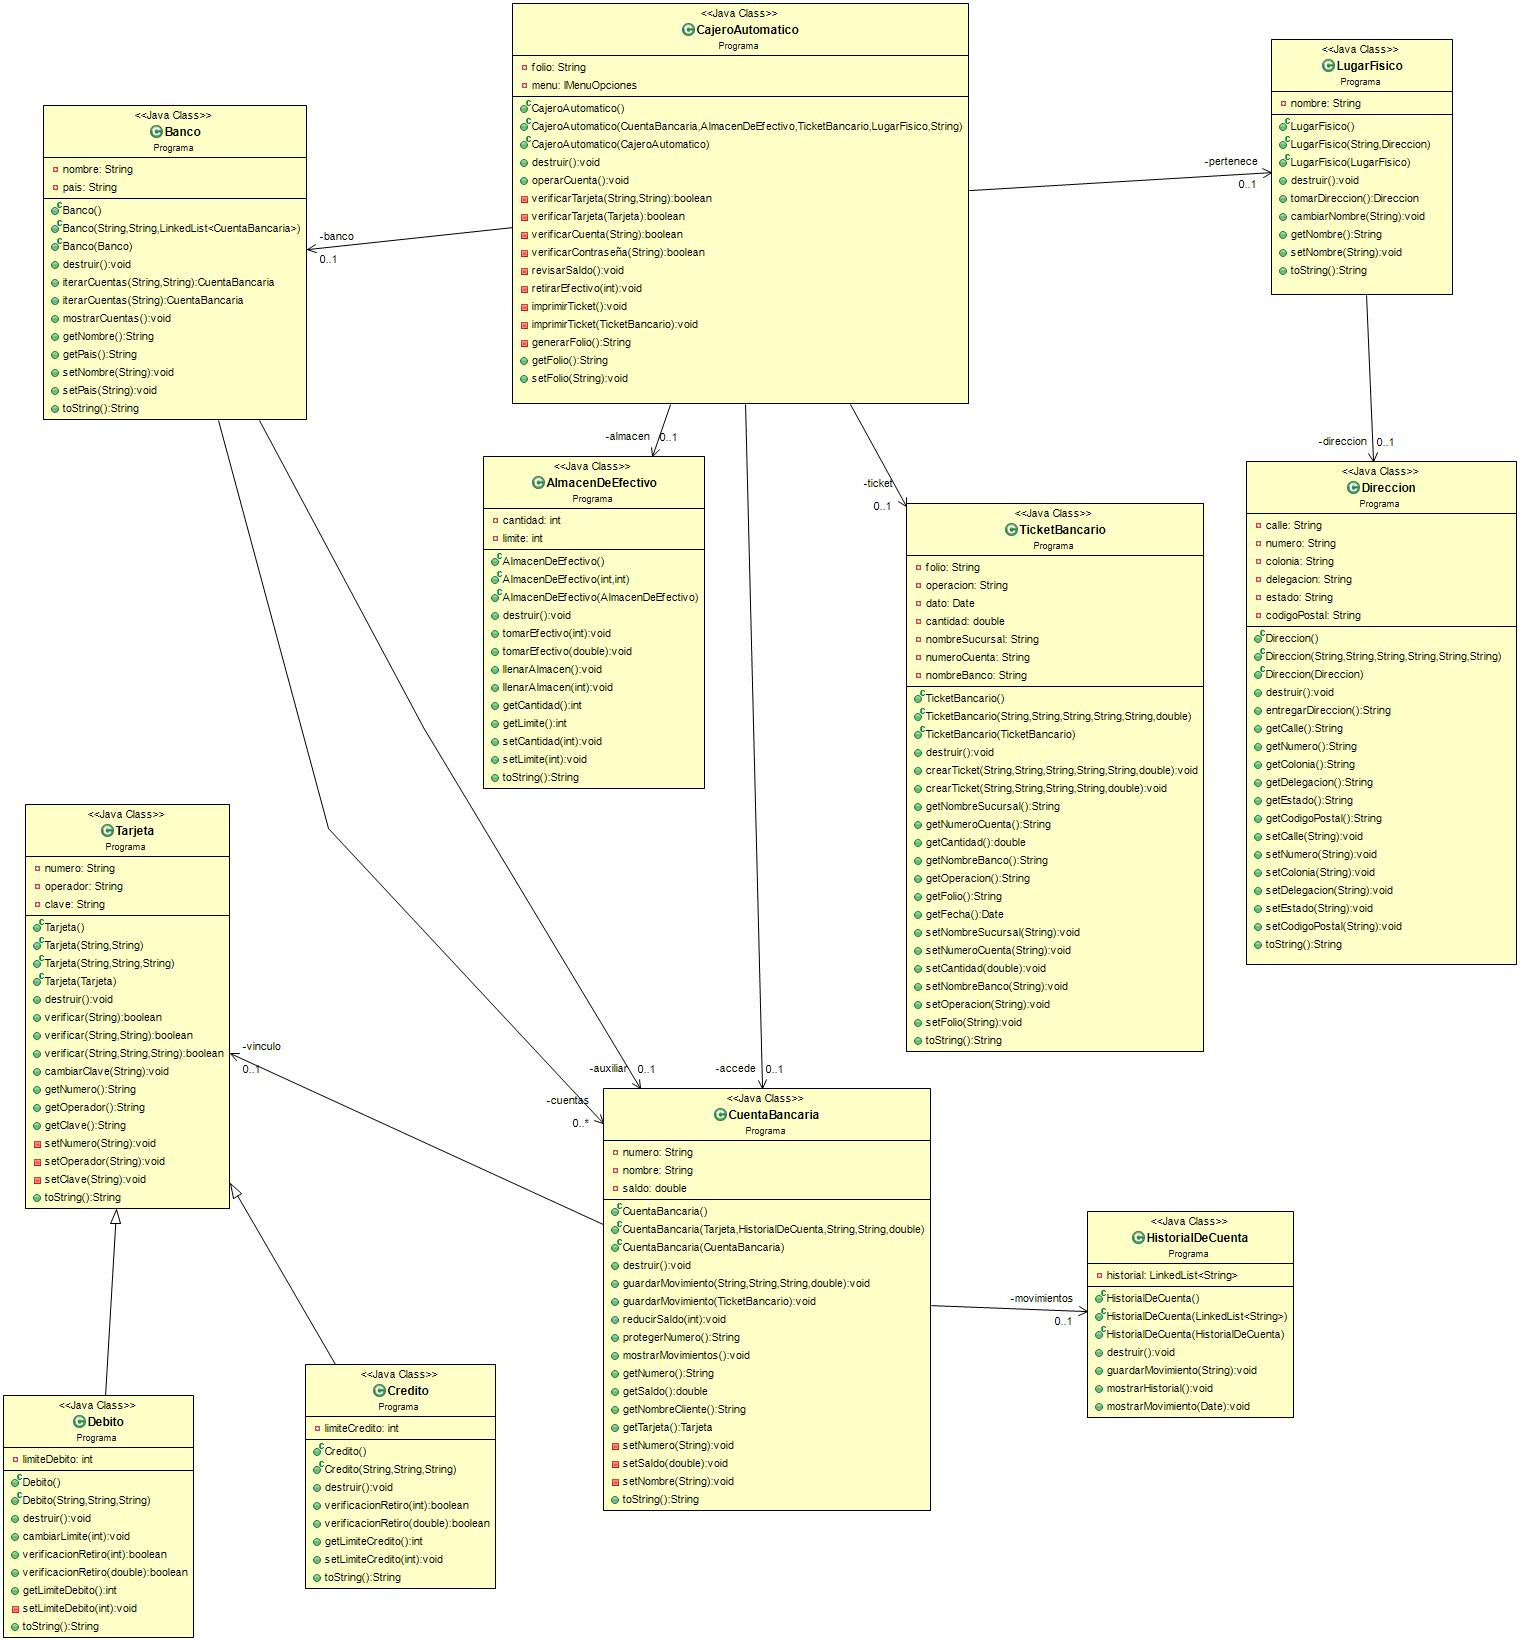 <<Java Class>>
CajeroAutomatico
Programa
folio: String
menu: IMenuOpciones
CajeroAutomatico()
CajeroAutomatico(CuentaBancaria,AlmacenDeEfectivo,TicketBancario,LugarFisico,String)
CajeroAutomatico(CajeroAutomatico)
destruir():void
operarCuenta():void
verificarTarjeta(String,String):boolean
verificarTarjeta(Tarjeta):boolean
verificarCuenta(String):boolean
verificarContraseña(String):boolean
revisarSaldo():void
retirarEfectivo(int):void
imprimirTicket():void
imprimirTicket(TicketBancario):void
generarFolio():String
getFolio():String
setFolio(String):void
<<Java Class>>
LugarFisico
Programa
nombre: String
LugarFisico()
LugarFisico(String,Direccion)
LugarFisico(LugarFisico)
destruir():void
tomarDireccion():Direccion
cambiarNombre(String):void
getNombre():String
setNombre(String):void
toString():String
-pertenece
0..1
<<Java Class>>
Banco
Programa
nombre: String
pais: String
Banco()
Banco(String,String,LinkedList<CuentaBancaria>)
Banco(Banco)
destruir():void
iterarCuentas(String,String):CuentaBancaria
iterarCuentas(String):CuentaBancaria
mostrarCuentas():void
getNombre():String
getPais():String
setNombre(String):void
setPais(String):void
toString():String
-banco
0..1
-almacen
0..1
<<Java Class>>
AlmacenDeEfectivo
Programa
cantidad: int
limite: int
AlmacenDeEfectivo()
AlmacenDeEfectivo(int,int)
AlmacenDeEfectivo(AlmacenDeEfectivo)
destruir():void
tomarEfectivo(int):void
tomarEfectivo(double):void
llenarAlmacen():void
llenarAlmacen(int):void
getCantidad():int
getLimite():int
setCantidad(int):void
setLimite(int):void
toString():String
-ticket
0..1
<<Java Class>>
TicketBancario
Programa
folio: String
operacion: String
dato: Date
cantidad: double
nombreSucursal: String
numeroCuenta: String
nombreBanco: String
TicketBancario()
TicketBancario(String,String,String,String,String,double)
TicketBancario(TicketBancario)
destruir():void
crearTicket(String,String,String,String,String,double):void
crearTicket(String,String,String,String,double):void
getNombreSucursal():String
getNumeroCuenta():String
getCantidad():double
getNombreBanco():String
getOperacion():String
getFolio():String
getFecha():Date
setNombreSucursal(String):void
setNumeroCuenta(String):void
setCantidad(double):void
setNombreBanco(String):void
setOperacion(String):void
setFolio(String):void
toString():String
-direccion
0..1
<<Java Class>>
Direccion
Programa
calle: String
numero: String
colonia: String
delegacion: String
estado: String
codigoPostal: String
Direccion()
Direccion(String,String,String,String,String,String)
Direccion(Direccion)
destruir():void
entregarDireccion():String
getCalle():String
getNumero():String
getColonia():String
getDelegacion():String
getEstado():String
getCodigoPostal():String
setCalle(String):void
setNumero(String):void
setColonia(String):void
setDelegacion(String):void
setEstado(String):void
setCodigoPostal(String):void
toString():String
<<Java Class>>
Tarjeta
Programa
numero: String
operador: String
clave: String
Tarjeta()
Tarjeta(String,String)
Tarjeta(String,String,String)
Tarjeta(Tarjeta)
destruir():void
verificar(String):boolean
verificar(String,String):boolean
verificar(String,String,String):boolean
cambiarClave(String):void
getNumero():String
getOperador():String
getClave():String
setNumero(String):void
setOperador(String):void
setClave(String):void
toString():String
-vinculo
0..1
-auxiliar
0..1
-accede
0..1
-cuentas
0..*
<<Java Class>>
CuentaBancaria
Programa
numero: String
nombre: String
saldo: double
CuentaBancaria()
CuentaBancaria(Tarjeta,HistorialDeCuenta,String,String,double)
CuentaBancaria(CuentaBancaria)
destruir():void
guardarMovimiento(String,String,String,double):void
guardarMovimiento(TicketBancario):void
reducirSaldo(int):void
protegerNumero():String
mostrarMovimientos():void
getNumero():String
getSaldo():double
getNombreCliente():String
getTarjeta():Tarjeta
setNumero(String):void
setSaldo(double):void
setNombre(String):void
toString():String
-movimientos
0..1
<<Java Class>>
HistorialDeCuenta
Programa
historial: LinkedList<String>
HistorialDeCuenta()
HistorialDeCuenta(LinkedList<String>)
HistorialDeCuenta(HistorialDeCuenta)
destruir():void
guardarMovimiento(String):void
mostrarHistorial():void
mostrarMovimiento(Date):void
<<Java Class>>
Debito
Programa
limiteDebito: int
Debito()
Debito(String,String,String)
destruir():void
cambiarLimite(int):void
verificacionRetiro(int):boolean
verificacionRetiro(double):boolean
getLimiteDebito():int
setLimiteDebito(int):void
toString():String
<<Java Class>>
Credito
Programa
limiteCredito: int
Credito()
Credito(String,String,String)
destruir():void
verificacionRetiro(int):boolean
verificacionRetiro(double):boolean
getLimiteCredito():int
setLimiteCredito(int):void
toString():String